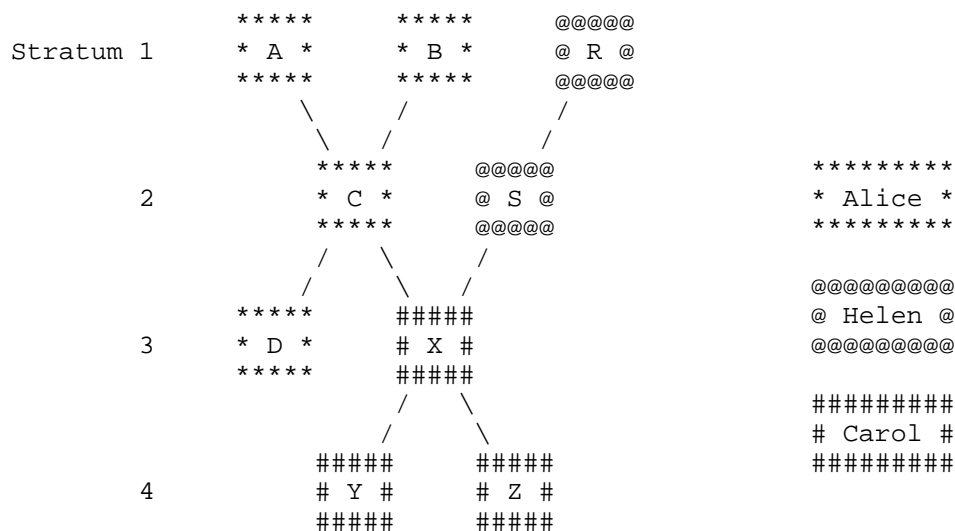 *****     *****     @@@@@
Stratum 1     * A *     * B *     @ R @
              *****     *****     @@@@@
                  \     /         /
                   \   /         /
                   *****     @@@@@                *********
        2          * C *     @ S @                * Alice *
                   *****     @@@@@                *********
                   /   \     /
                  /     \   /                     @@@@@@@@@
              *****     #####                     @ Helen @
        3     * D *     # X #                     @@@@@@@@@
              *****     #####
                        /   \                     #########
                       /     \                    # Carol #
                   #####     #####                #########
        4          # Y #     # Z #
                   #####     #####